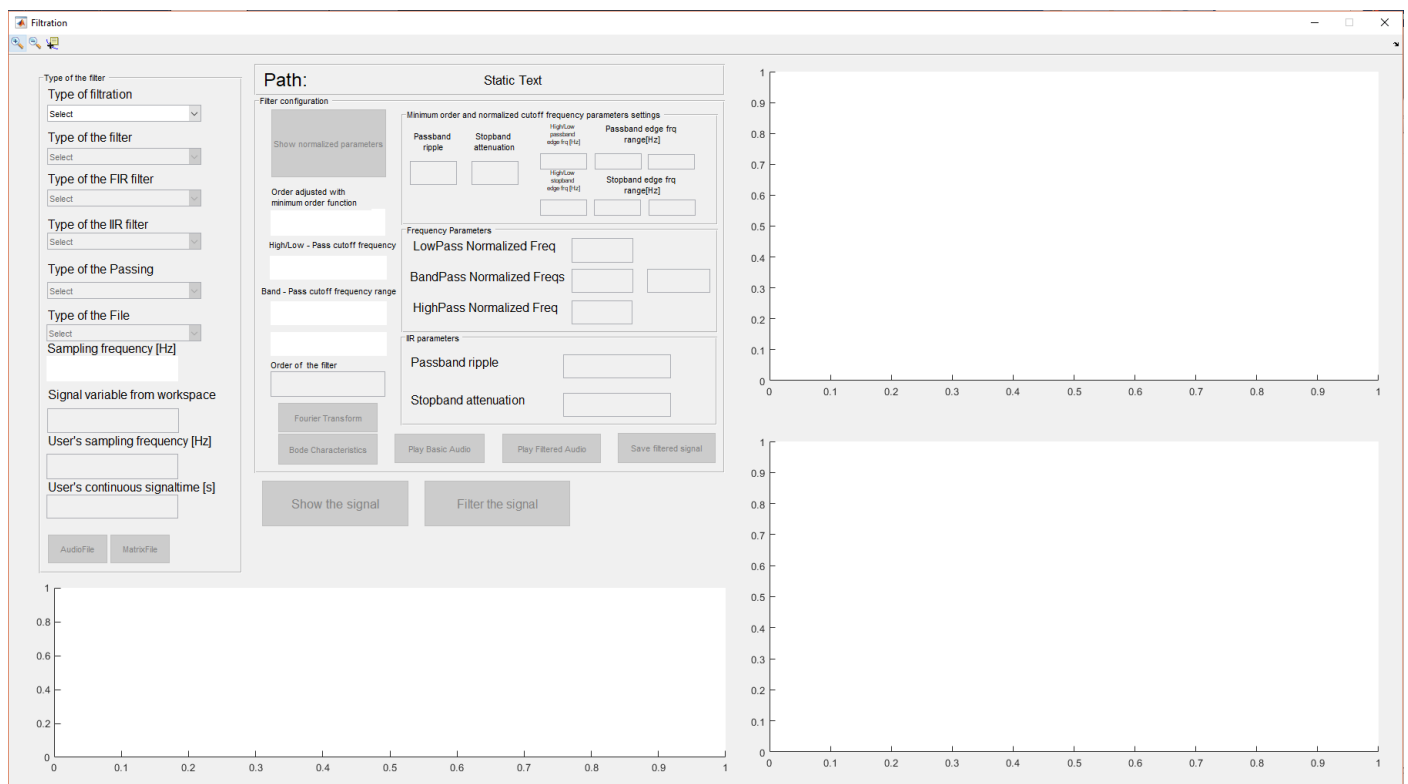 Filtration
Type of the filter
Type of filtration
Select
Type of the filter
Select
Type of the FIR filter
Select
Type of the IIR filter
Select
Type of the Passing
Select
Type of the File
Select
Sampling frequency [Hz]
Signal variable from workspace
User's sampling frequency [Hz]
User's continuous signaltime [s]
AudioFile
MatrixFile
Path:
Static Text
Filter configuration
Show normalized parameters
Order adjusted with
minimum order function
High/Low - Pass cutoff frequency
Band - Pass cutoff frequency range
Order of the filter
Fourier Transform
Bode Characteristics
Play Basic Audio
Play Filtered Audio
Save filtered signal
Minimum order and normalized cutoff frequency parameters settings
Passband
ripple
Stopband
attenuation
High/Low
passband
edge frq [Hz]
Passband edge frq
range[Hz]
High/Low
stopband
edge frq [Hz]
Stopband edge frq
range[Hz]
Frequency Parameters
LowPass Normalized Freq
BandPass Normalized Freqs
HighPass Normalized Freq
IIR parameters
Passband ripple
Stopband attenuation
Show the signal
Filter the signal
1
0.8
0.6
0.4
0.2
0
0 0.1 0.2 0.3 0.4 0.5 0.6 0.7 0.8 0.9 1
1
0.9
0.8
0.7
0.6
0.5
0.4
0.3
0.2
0.1
0
0 0.1 0.2 0.3 0.4 0.5 0.6 0.7 0.8 0.9 1
1
0.9
0.8
0.7
0.6
0.5
0.4
0.3
0.2
0.1
0
0 0.1 0.2 0.3 0.4 0.5 0.6 0.7 0.8 0.9 1